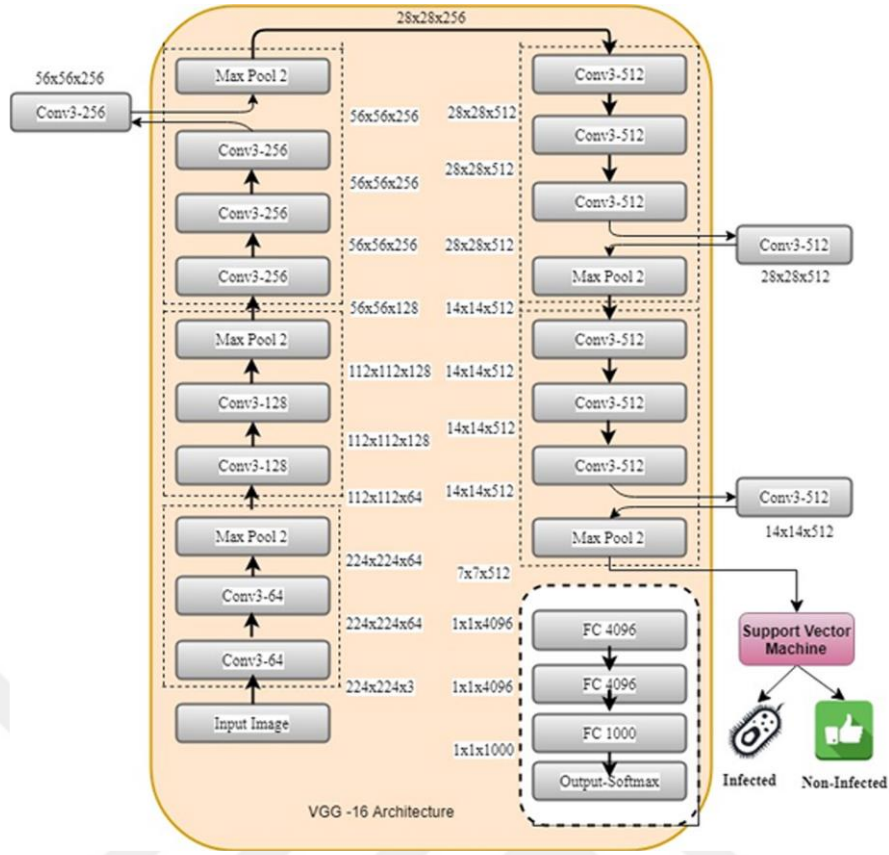 28x28x256
56x56x256
Conv3-256
Max Pool 2
56x56x256
Conv3-256
56x56x256
Conv3-256
56x56x256
Conv3-256
56x56x128
Max Pool 2
112x112x128
Conv3-128
112x112x128
Conv3-128
112x112x64
Max Pool 2
224x224x64
Conv3-64
224x224x64
Conv3-64
224x224x3
Input Image
Conv3-512
28x28x512
Conv3-512
28x28x512
Conv3-512
28x28x512
Conv3-512
28x28x512
Max Pool 2
14x14x512
Conv3-512
14x14x512
Conv3-512
14x14x512
Conv3-512
14x14x512
Conv3-512
14x14x512
Max Pool 2
7x7x512
Support Vector
Machine
Infected
Non-Infected
1x1x4096
FC 4096
1x1x4096
FC 4096
FC 1000
1x1x1000
Output-Softmax
VGG -16 Architecture